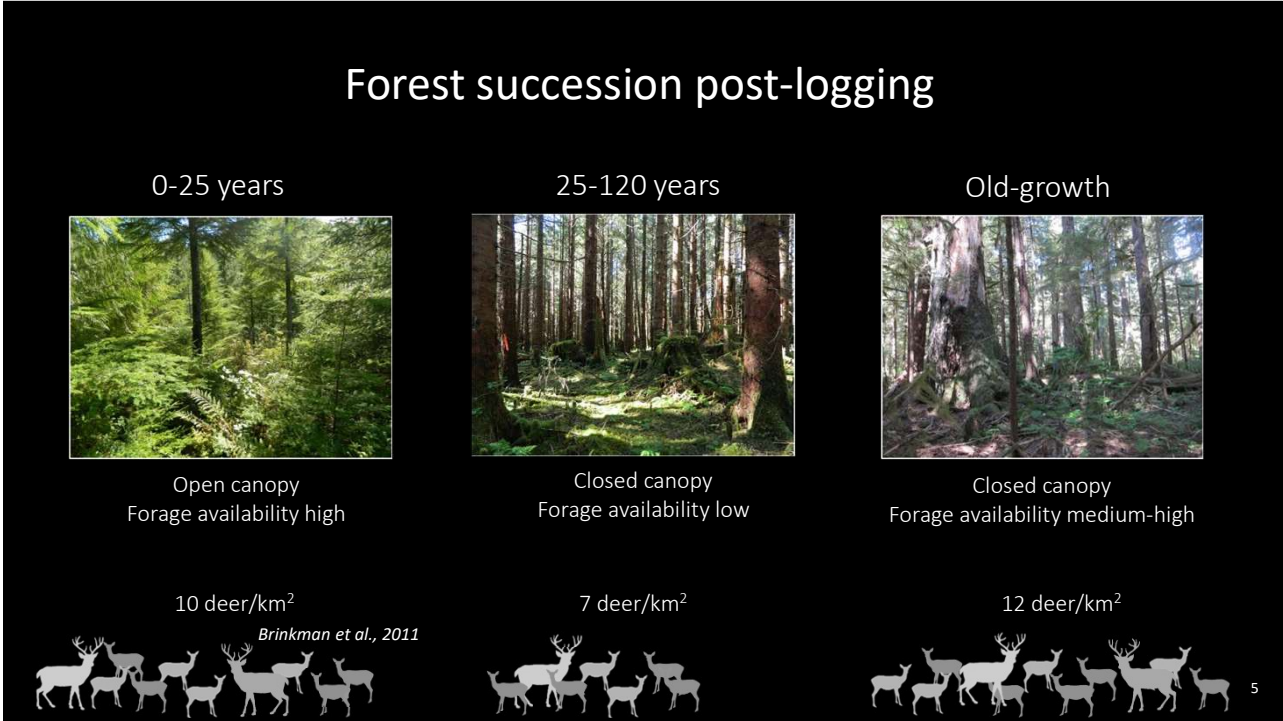 Forest succession post-logging
0-25 years
Open canopy
Forage availability high
10 deer/km²
Brinkman et al., 2011
25-120 years
Closed canopy
Forage availability low
7 deer/km²
Old-growth
Closed canopy
Forage availability medium-high
12 deer/km²
5